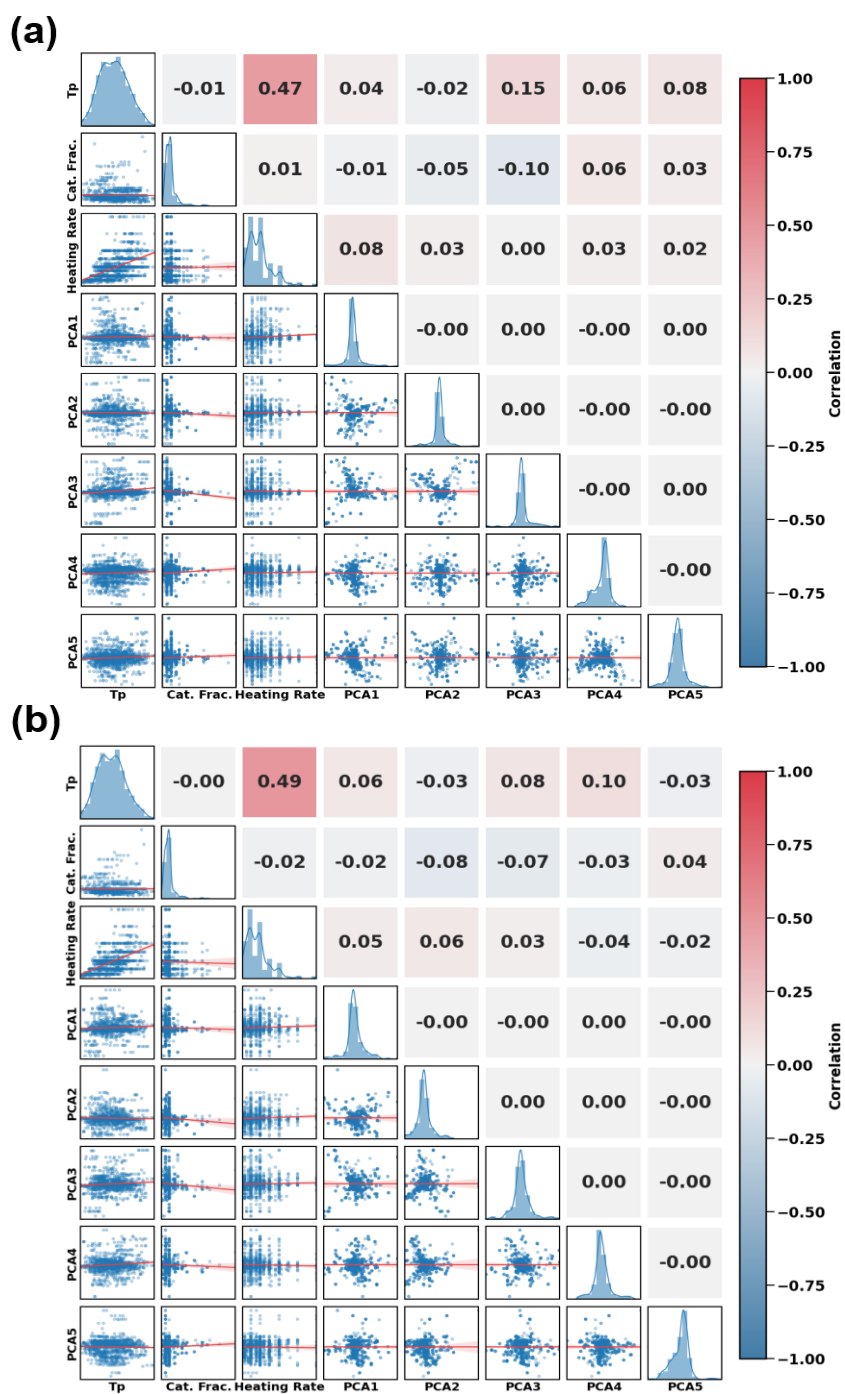 (a)
Tp -0.01 0.47 0.04 -0.02 0.15 0.06 0.08
Cat. Frac. 0.01 -0.01 -0.05 -0.10 0.06 0.03
Heating Rate 0.08 0.03 0.00 0.03 0.02
PCA1 -0.00 0.00 -0.00 0.00
PCA2 0.00 -0.00 -0.00
PCA3 -0.00 0.00
PCA4 -0.00
PCA5
Tp Cat. Frac. Heating Rate PCA1 PCA2 PCA3 PCA4 PCA5
1.00
0.75
0.50
0.25
0.00
−0.25
−0.50
−0.75
−1.00
Correlation
(b)
Tp -0.00 0.49 0.06 -0.03 0.08 0.10 -0.03
Cat. Frac. -0.02 -0.02 -0.08 -0.07 -0.03 0.04
Heating Rate 0.05 0.06 0.03 -0.04 -0.02
PCA1 -0.00 -0.00 0.00 -0.00
PCA2 0.00 0.00 -0.00
PCA3 0.00 -0.00
PCA4 -0.00
PCA5
Tp Cat. Frac. Heating Rate PCA1 PCA2 PCA3 PCA4 PCA5
1.00
0.75
0.50
0.25
0.00
−0.25
−0.50
−0.75
−1.00
Correlation